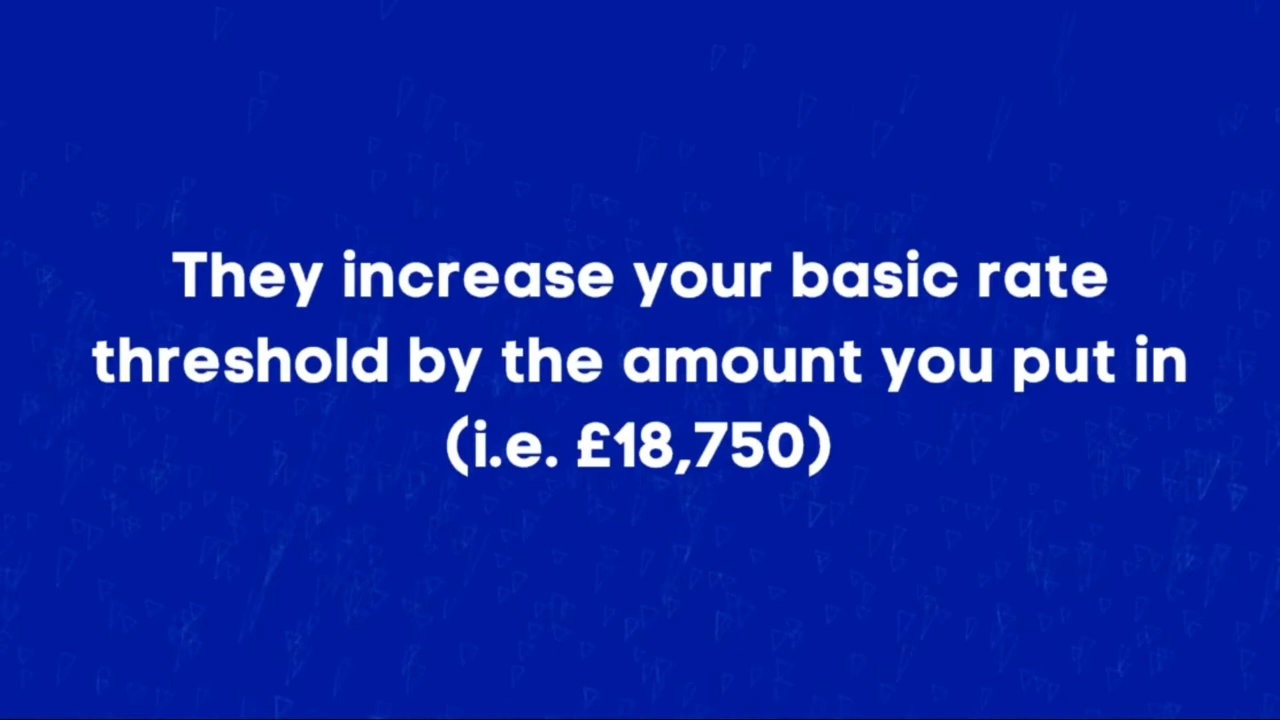 They increase your basic rate
threshold by the amount you put in
(i.e. £18,750)